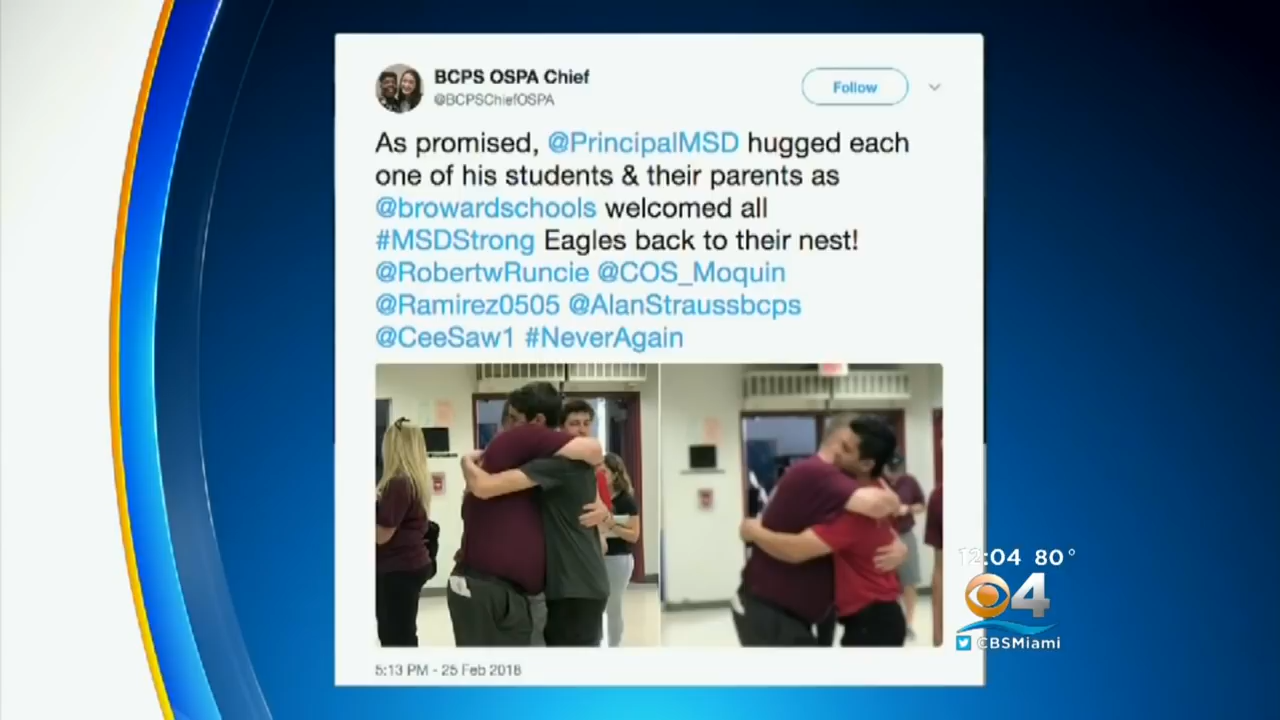 BCPS OSPA Chief
@BCPSChiefOSPA
Follow
As promised, @PrincipalMSD hugged each
one of his students & their parents as
@browardschools welcomed all
#MSDStrong Eagles back to their nest!
@RobertwRuncie @COS_Moquin
@Ramirez0505 @AlanStraussbcps
@CeeSaw1 #NeverAgain
5:13 PM - 25 Feb 2018
12:04 80°
4
CBSMiami